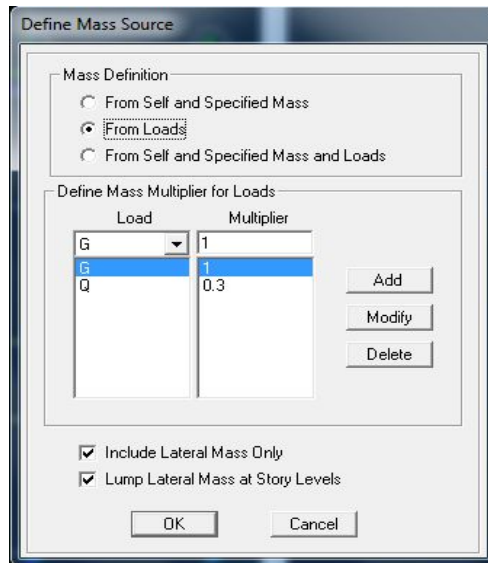 Define Mass Source
Mass Definition
From Self and Specified Mass
From Loads
From Self and Specified Mass and Loads
Define Mass Multiplier for Loads
Load Multiplier
G 1
G 1
Q 0.3
Add
Modify
Delete
Include Lateral Mass Only
Lump Lateral Mass at Story Levels
OK Cancel